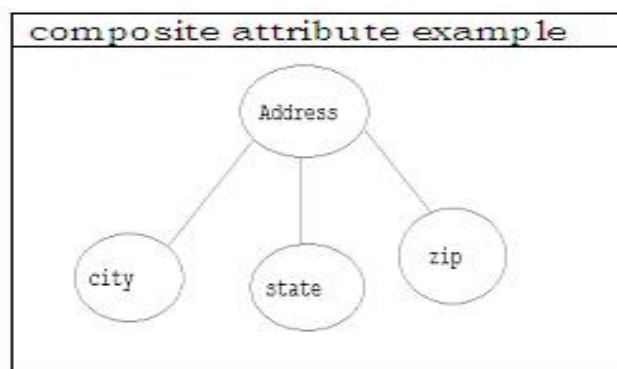 composite attribute example
Address
city
state
zip